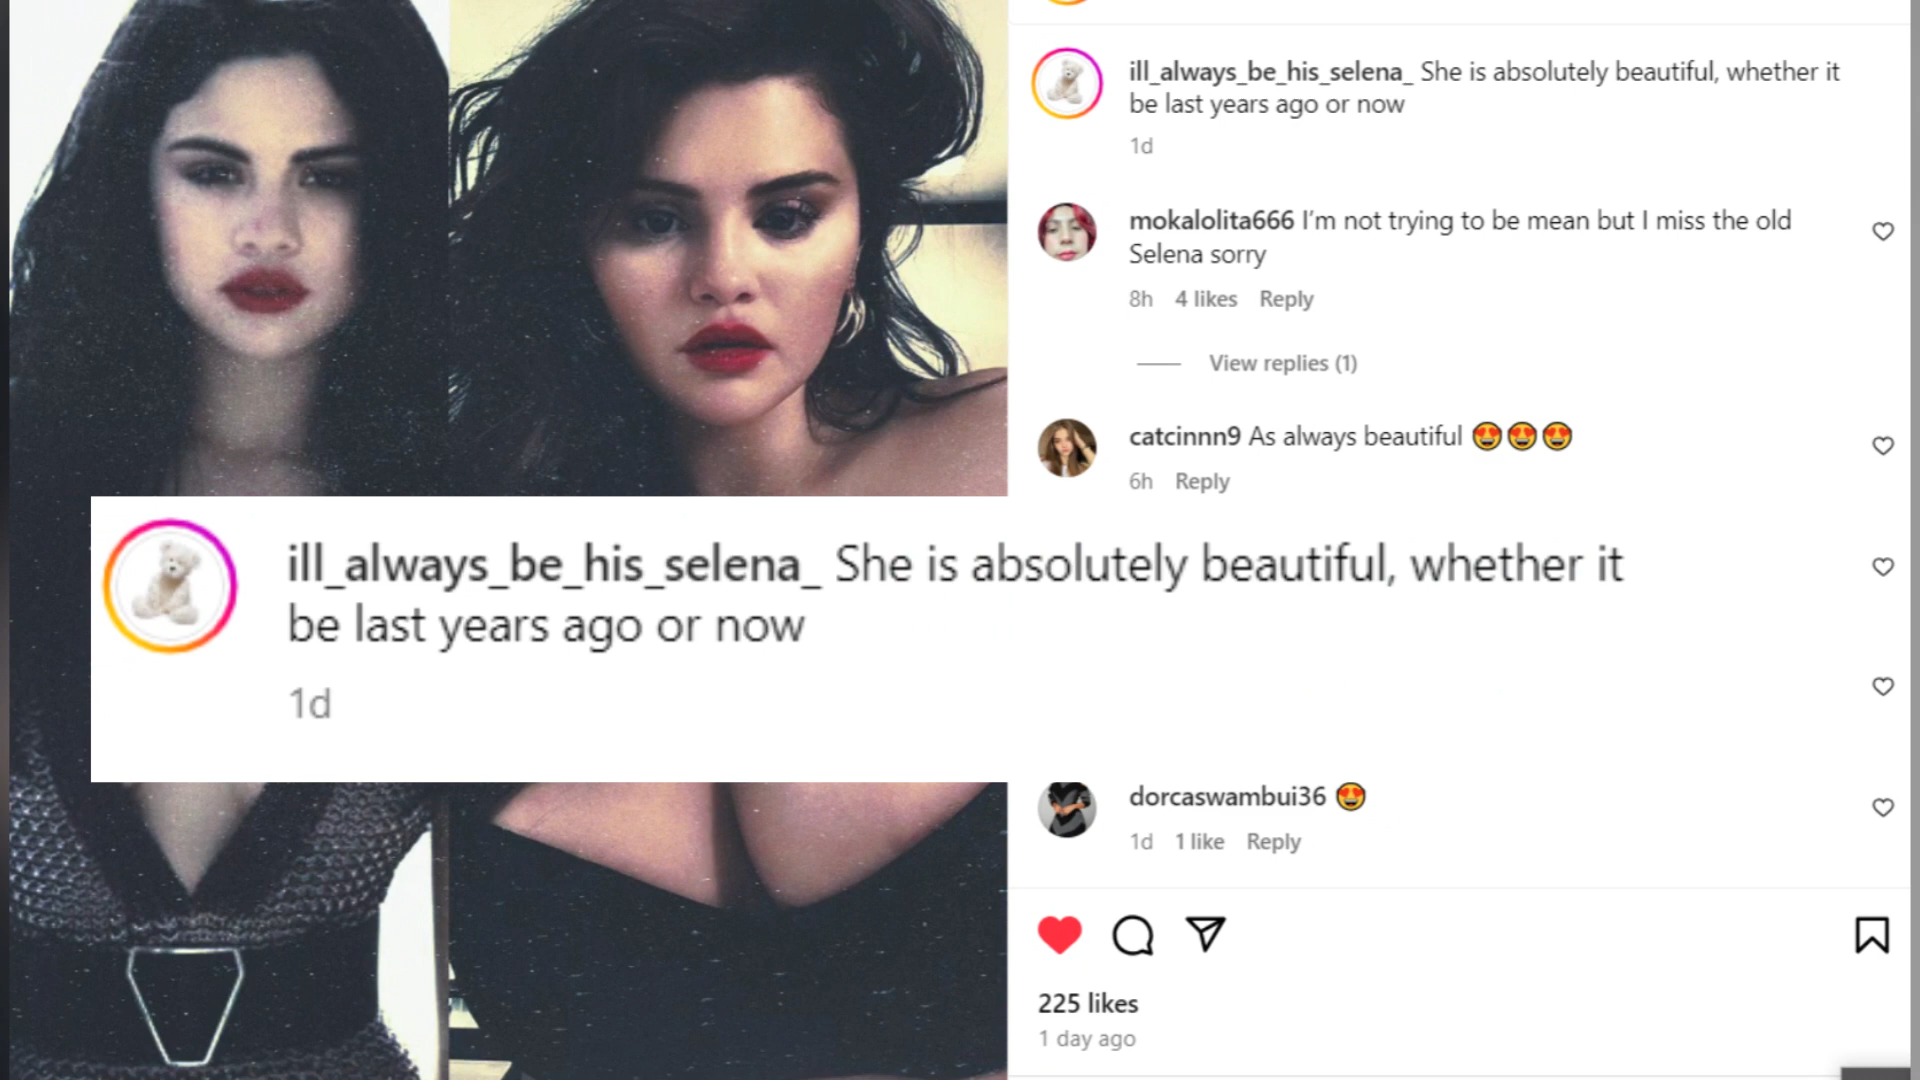 ill_always_be_his_selena_ She is absolutely beautiful, whether it
be last years ago or now
1d
mokalolita666 I'm not trying to be mean but I miss the old
Selena sorry
8h 4 likes Reply
View replies (1)
catcinnn9 As always beautiful 😍😍😍
6h Reply
ill_always_be_his_selena_ She is absolutely beautiful, whether it
be last years ago or now
1d
dorcaswambui36 😍
1d 1 like Reply
225 likes
1 day ago